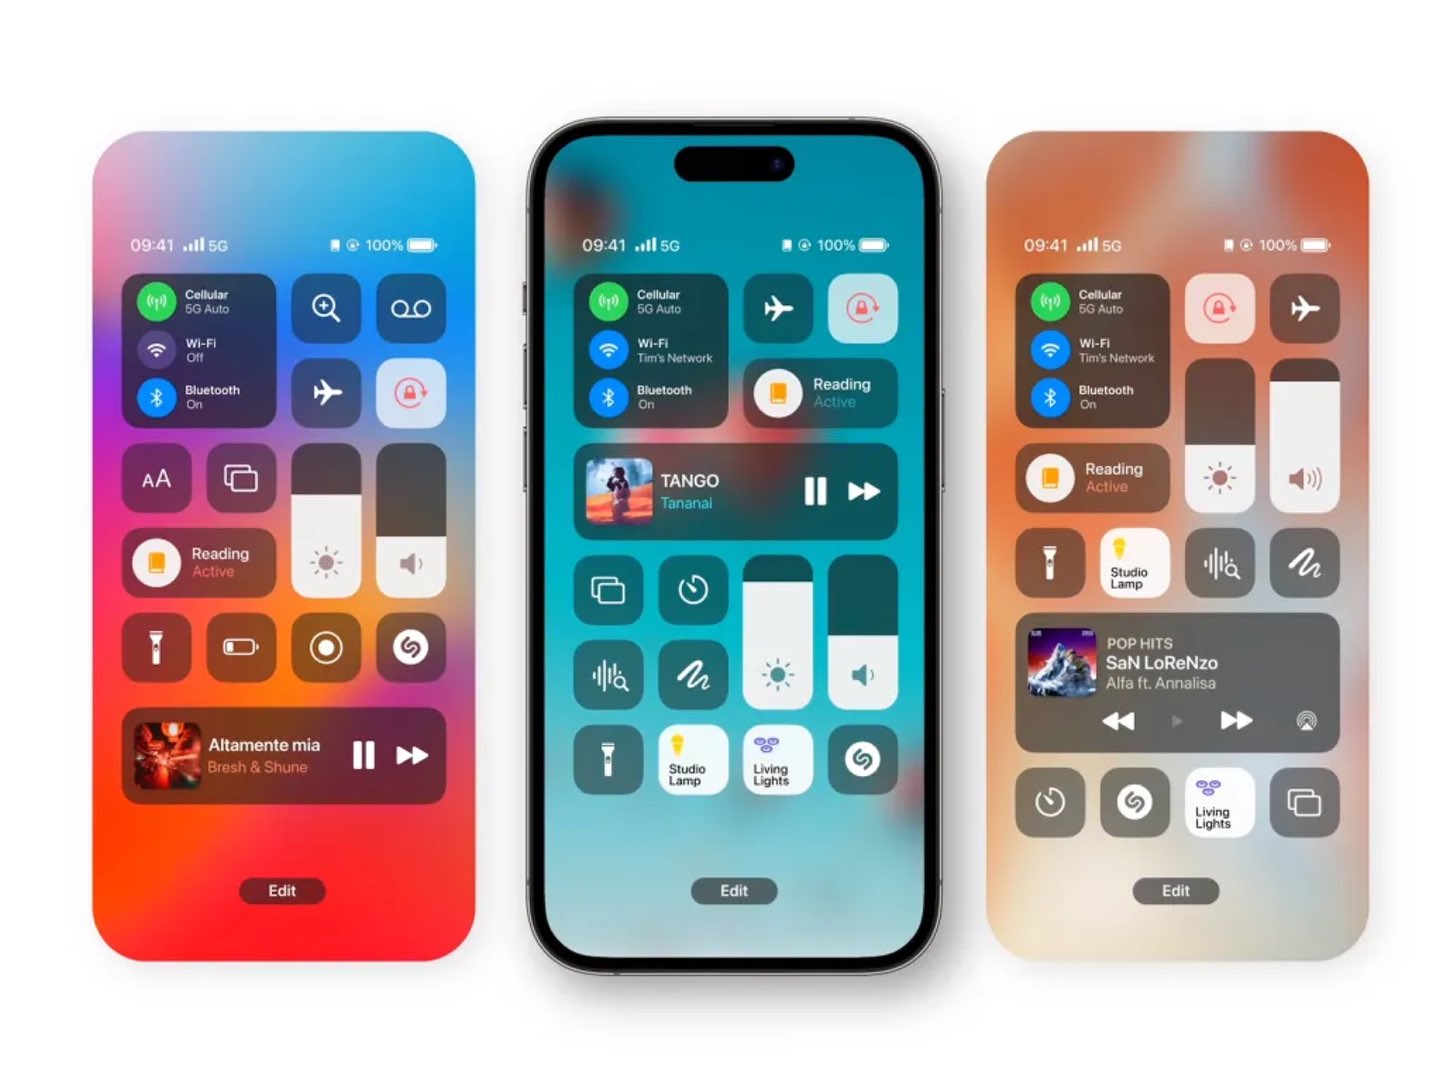 09:41 5G 100%
Cellular
5G Auto
Wi-Fi
Off
Bluetooth
On
AA
Reading
Active
Altamente mia
Bresh & Shune
Edit
09:41 5G 100%
Cellular
5G Auto
Wi-Fi
Tim's Network
Bluetooth
On
Reading
Active
TANGO
Tananai
Studio
Lamp
Living
Lights
Edit
09:41 5G 100%
Cellular
5G Auto
Wi-Fi
Tim's Network
Bluetooth
On
Reading
Active
Studio
Lamp
POP HITS
SaN LoReNzo
Alfa ft. Annalisa
Living
Lights
Edit